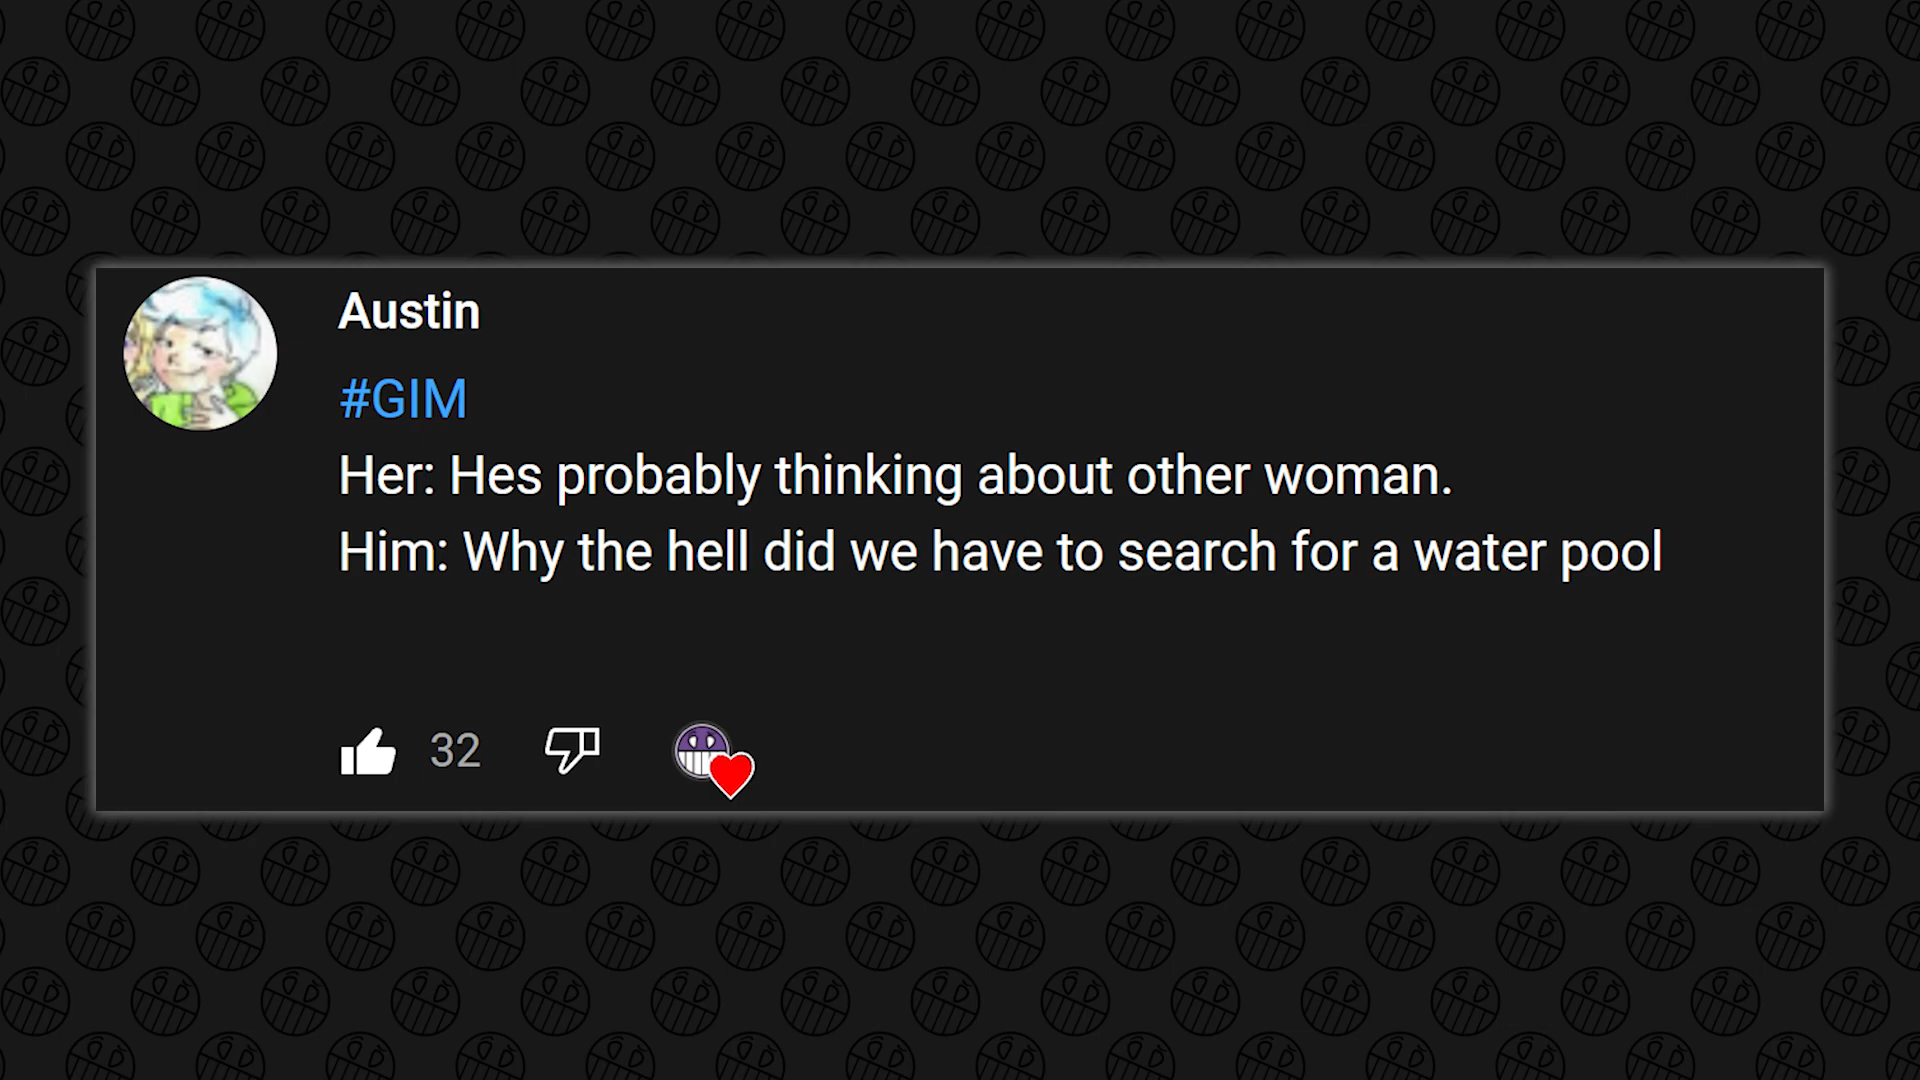 Austin
#GIM
Her: Hes probably thinking about other woman.
Him: Why the hell did we have to search for a water pool
32